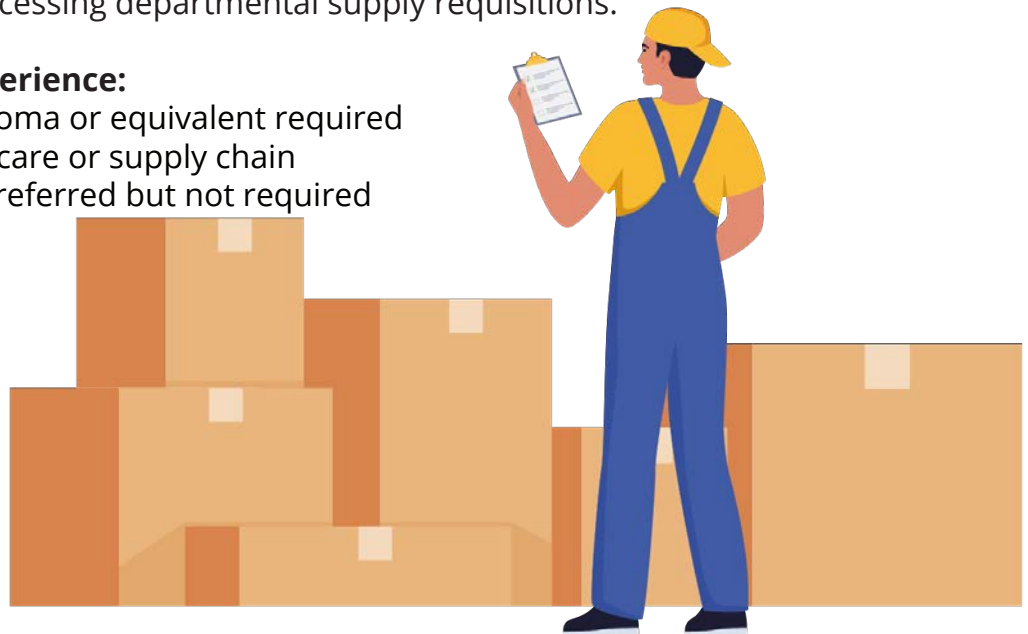 cessing departmental supply requisitions.
erience:
oma or equivalent required
care or supply chain
referred but not required